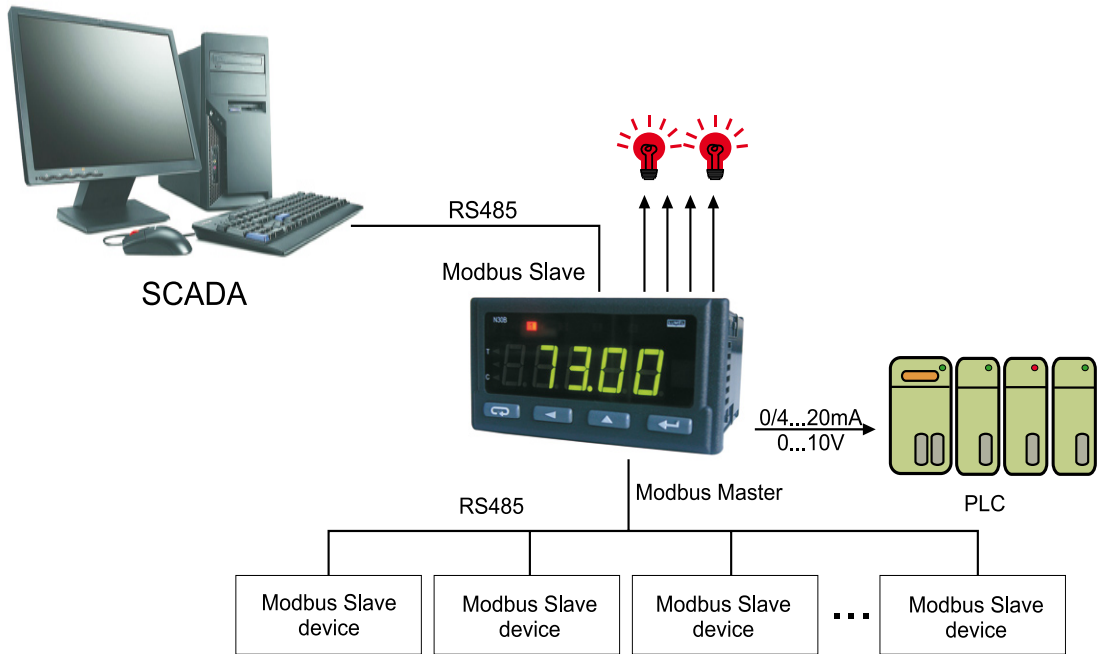 RS485
Modbus Slave
SCADA
N30B
1
T
C
73.00
0/4...20mA
0...10V
PLC
Modbus Master
RS485
Modbus Slave
device
Modbus Slave
device
Modbus Slave
device
...
Modbus Slave
device